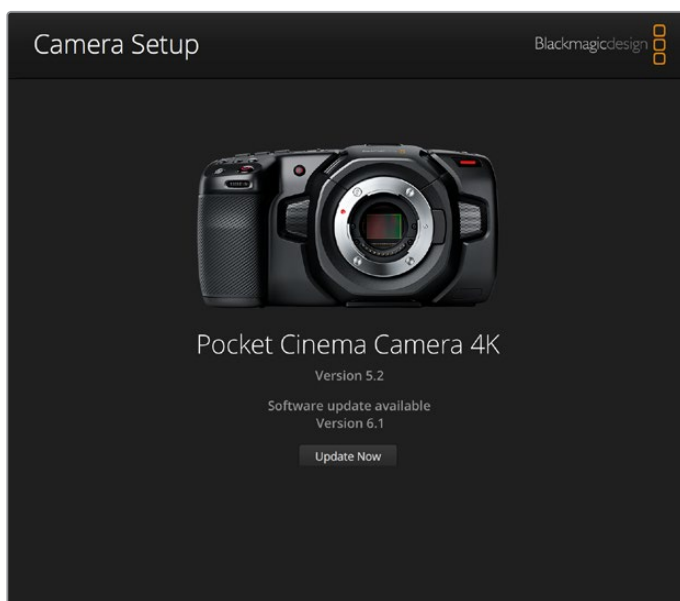 Camera Setup
Blackmagicdesign
Pocket Cinema Camera 4K
Version 5.2
Software update available
Version 6.1
Update Now